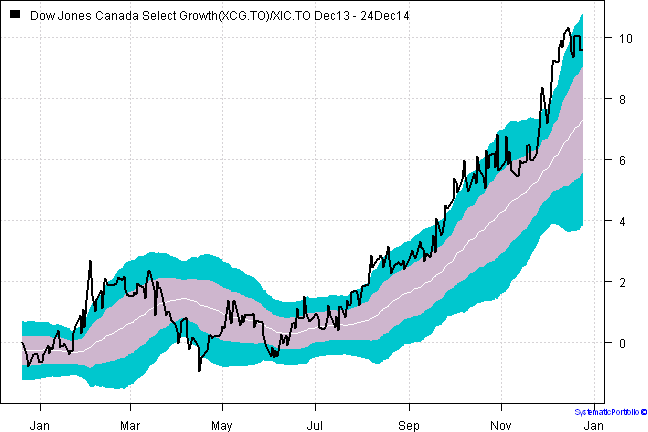 Dow Jones Canada Select Growth(XCG.TO)/XIC.TO Dec13 - 24Dec14
10
8
6
4
2
0
SystematicPortfolio ©
Jan Mar May Jul Sep Nov Jan